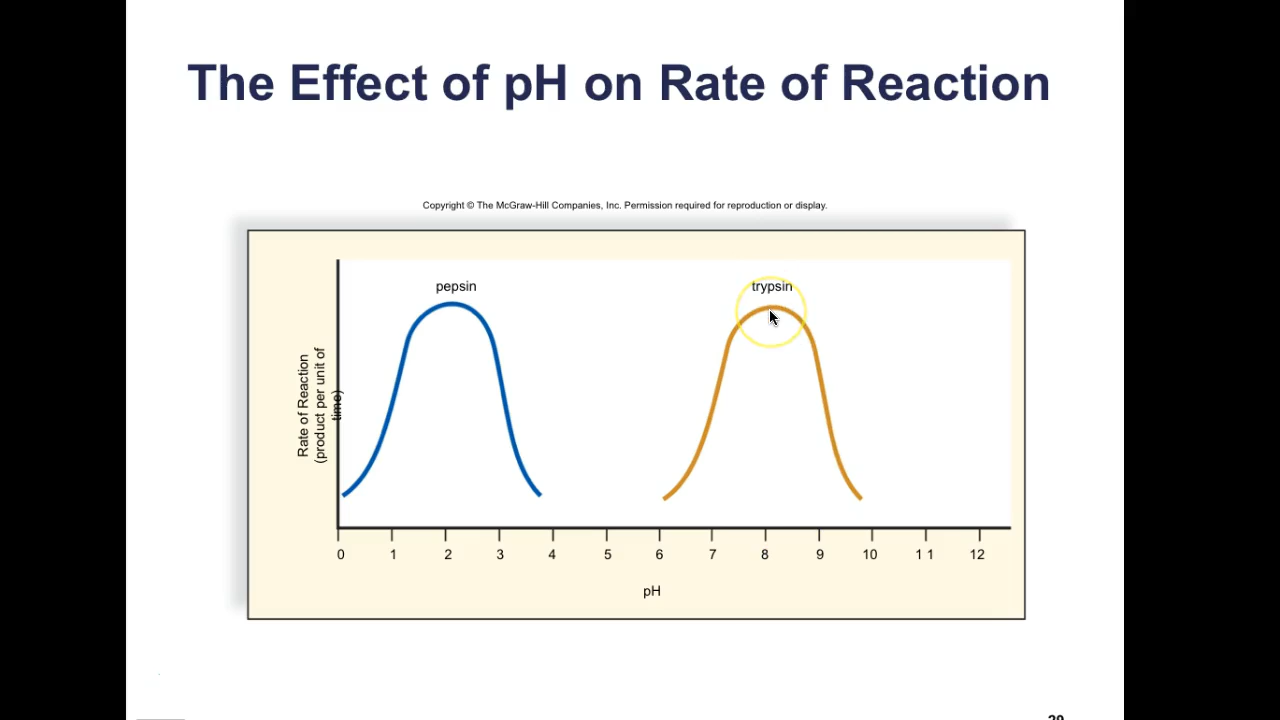 The Effect of pH on Rate of Reaction
Copyright © The McGraw-Hill Companies, Inc. Permission required for reproduction or display.
pepsin
trypsin
Rate of Reaction
(product per unit of
time)
0 1 2 3 4 5 6 7 8 9 10 1 1 12
pH
29